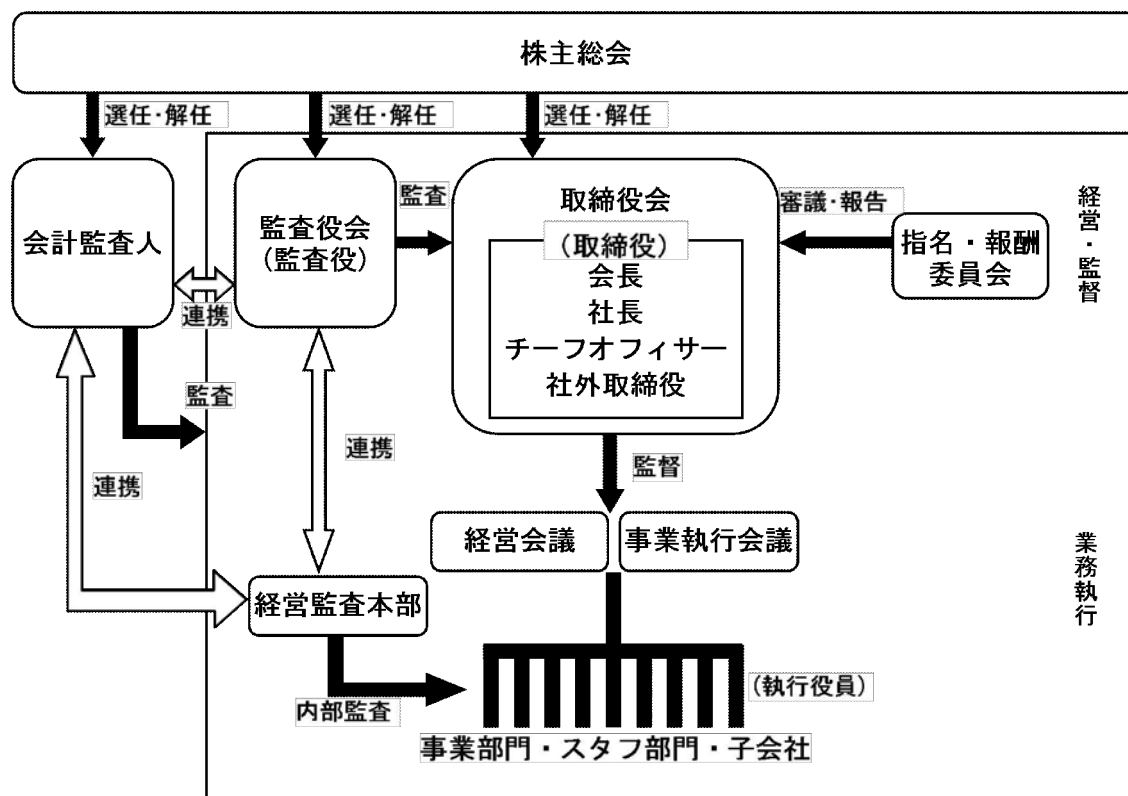 株主総会
選任・解任
選任・解任
選任・解任
会計監査人
監査役会
(監査役)
監査
取締役会
(取締役)
会長
社長
チーフオフィサー
社外取締役
審議・報告
指名・報酬
委員会
経営・監督
連携
監査
連携
連携
監督
経営会議
事業執行会議
業務執行
経営監査本部
内部監査
(執行役員)
事業部門・スタフ部門・子会社